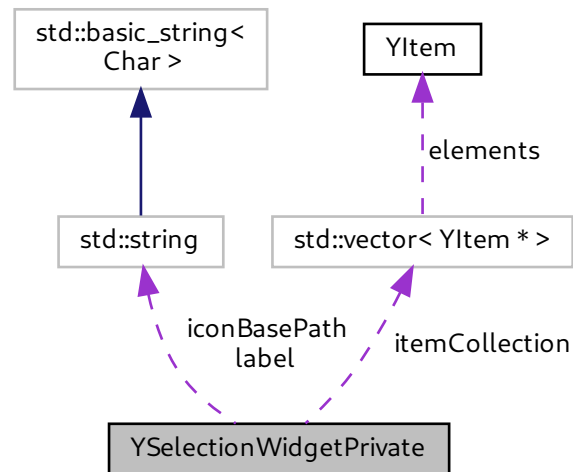 std::basic_string<
Char >
YItem
elements
std::string
std::vector< YItem * >
iconBasePath
label
itemCollection
YSelectionWidgetPrivate